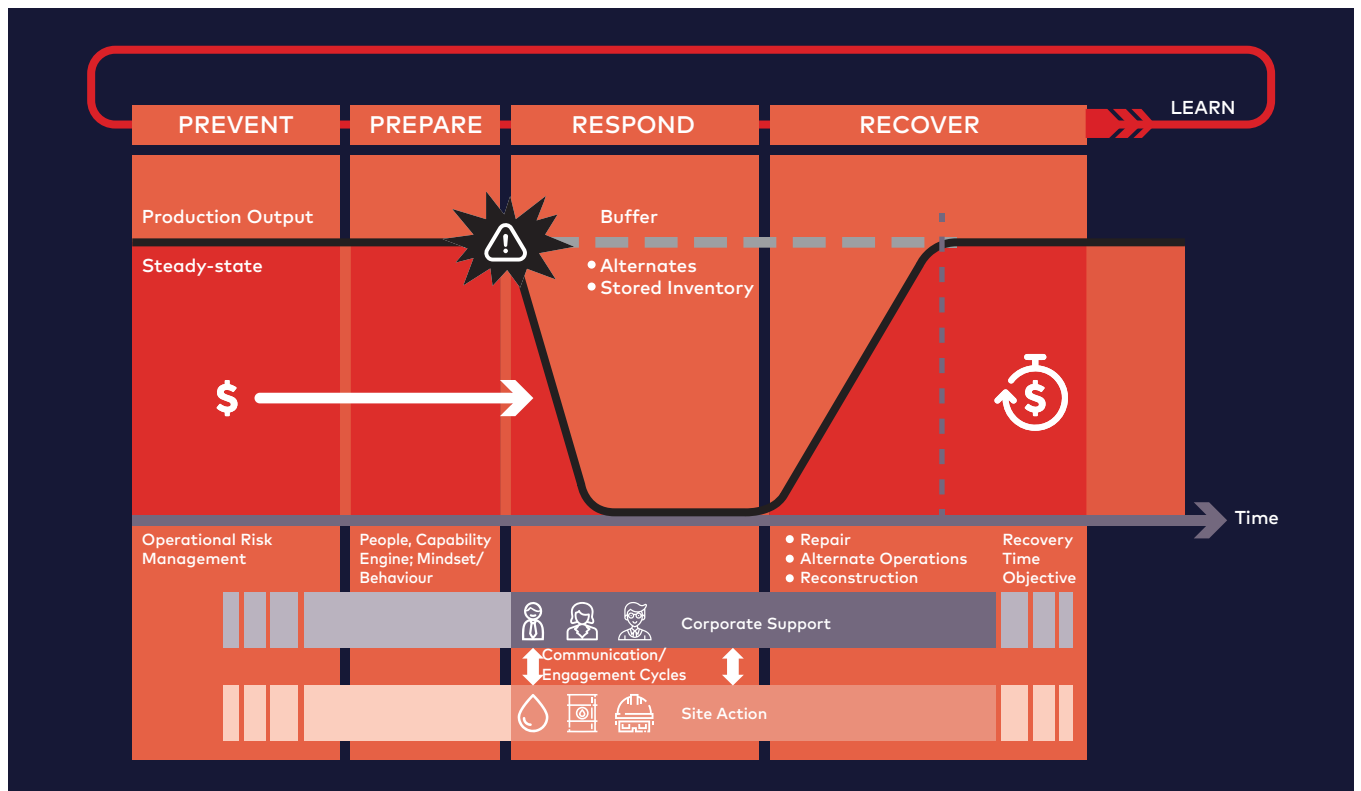 LEARN
PREVENT
PREPARE
RESPOND
RECOVER
Production Output
Buffer
Steady-state
• Alternates
• Stored Inventory
$
$
Time
Operational Risk
Management
People, Capability
Engine; Mindset/
Behaviour
• Repair
• Alternate Operations
• Reconstruction
Recovery
Time
Objective
Corporate Support
Communication/
Engagement Cycles
Site Action